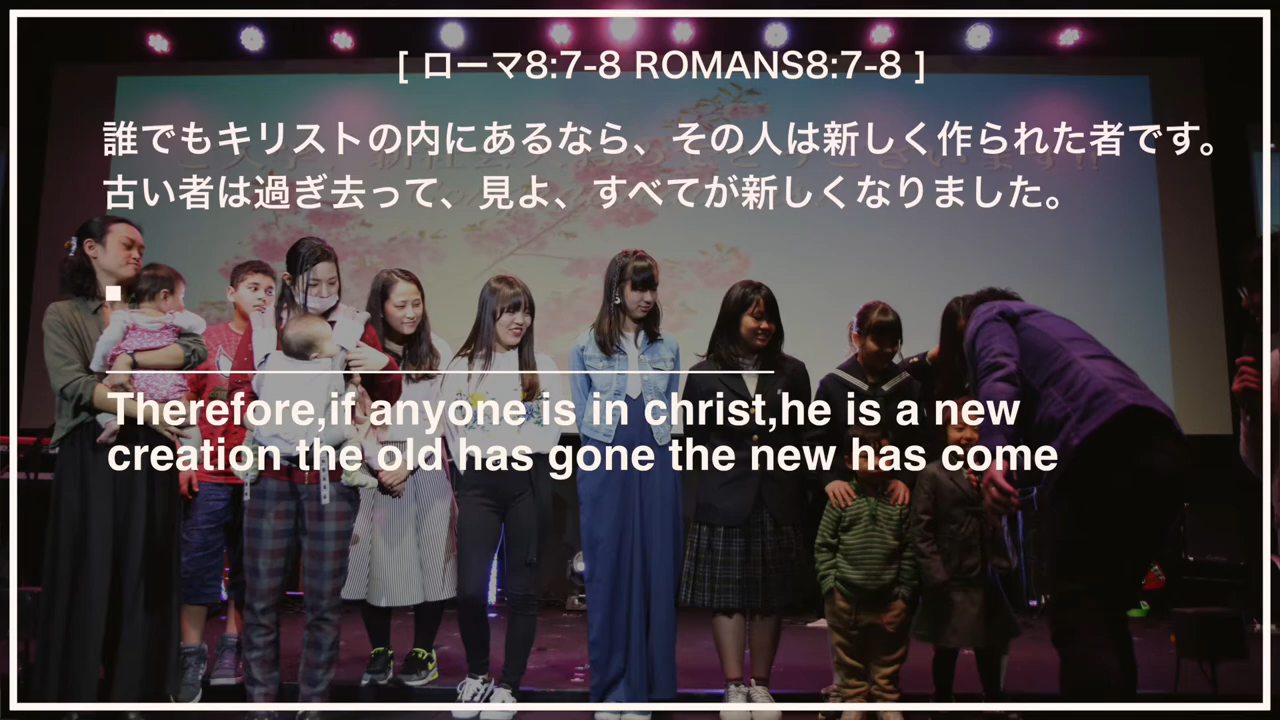 [ ローマ8:7-8 ROMANS8:7-8 ]
誰でもキリストの内にあるなら、その人は新しく作られた者です。
古い者は過ぎ去って、見よ、すべてが新しくなりました。
Therefore,if anyone is in christ,he is a new
creation the old has gone the new has come